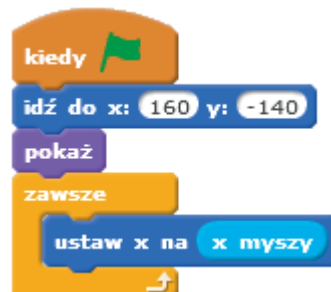 kiedy
idź do x: 160 y: -140
pokaż
zawsze
ustaw x na x myszy